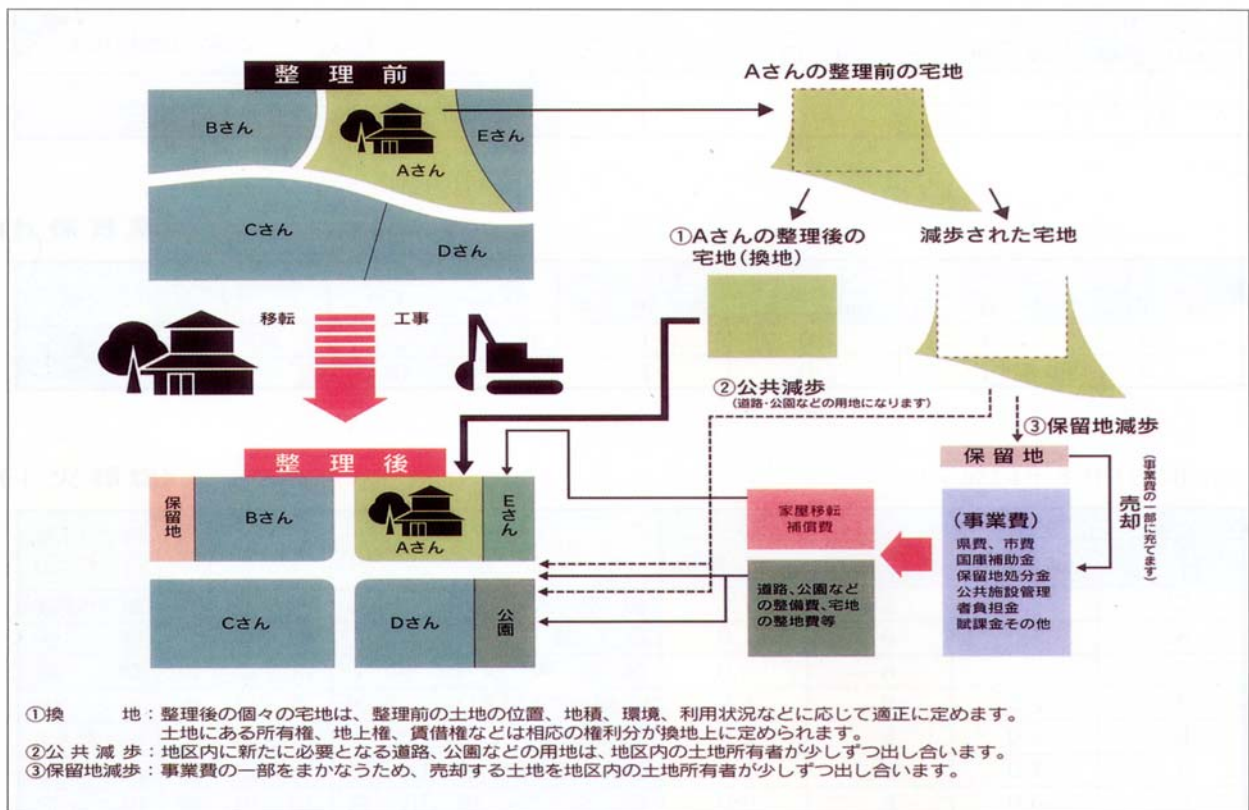 整理前
Aさんの整理前の宅地
Bさん
Eさん
Aさん
Cさん
Dさん
①Aさんの整理後の
宅地(換地)
減歩された宅地
移転
工事
②公共減歩
(道路・公園などの用地になります)
③保留地減歩
整理後
保留地
Bさん
Aさん
Eさん
Cさん
Dさん
公園
家屋移転
補償費
道路、公園など
の整備費、宅地
の整地費等
保留地
(事業費)
県費、市費
国庫補助金
保留地処分金
公共施設管理
者負担金
賦課金その他
売却
(事業費の一部に充てます)
①換 地:整理後の個々の宅地は、整理前の土地の位置、地積、環境、利用状況などに応じて適正に定めます。
土地にある所有権、地上権、賃借権などは相応の権利分が換地上に定められます。
②公共減歩:地区内に新たに必要となる道路、公園などの用地は、地区内の土地所有者が少しずつ出し合います。
③保留地減歩:事業費の一部をまかなうため、売却する土地を地区内の土地所有者が少しずつ出し合います。